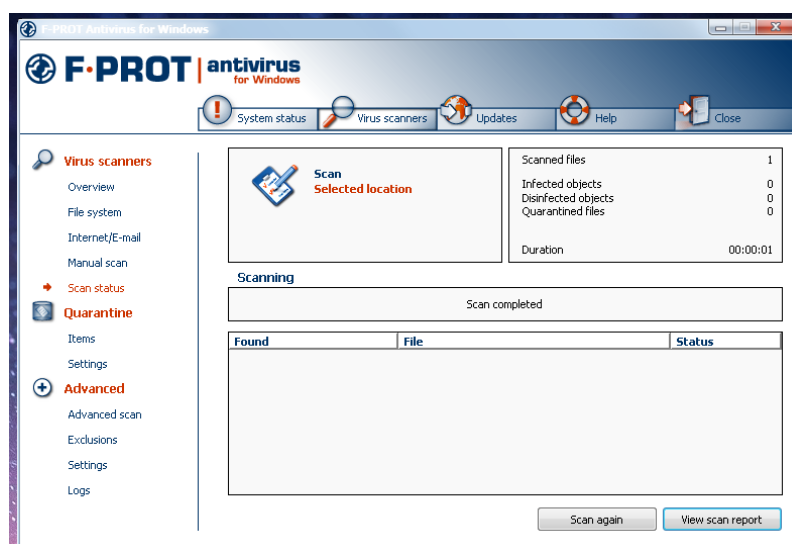 F-PROT Antivirus for Windows
F·PROT antivirus
for Windows
System status Virus scanners Updates Help Close
Virus scanners
Overview
File system
Internet/E-mail
Manual scan
Scan status
Quarantine
Items
Settings
Advanced
Advanced scan
Exclusions
Settings
Logs
Scan
Selected location
Scanned files 1
Infected objects 0
Disinfected objects 0
Quarantined files 0
Duration 00:00:01
Scanning
Scan completed
Found File Status
Scan again View scan report